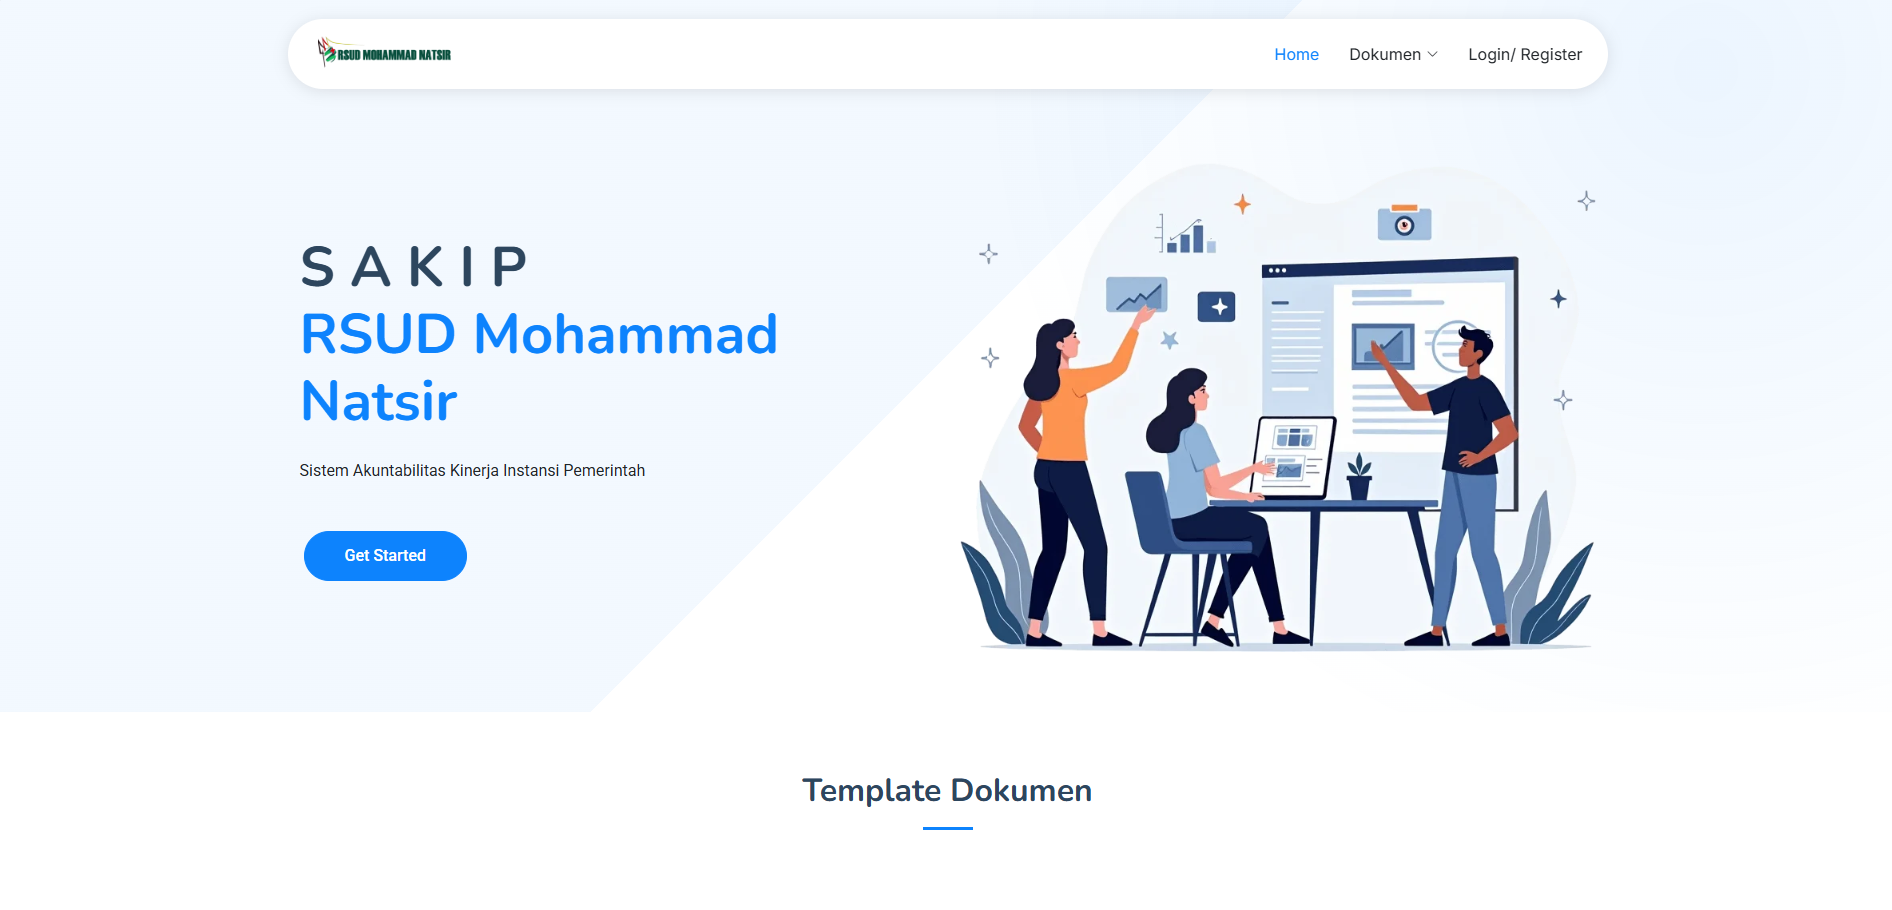 RSUD MOHAMMAD NATSIR
Home
Dokumen
Login/ Register
S A K I P
RSUD Mohammad
Natsir
Sistem Akuntabilitas Kinerja Instansi Pemerintah
Get Started
Template Dokumen